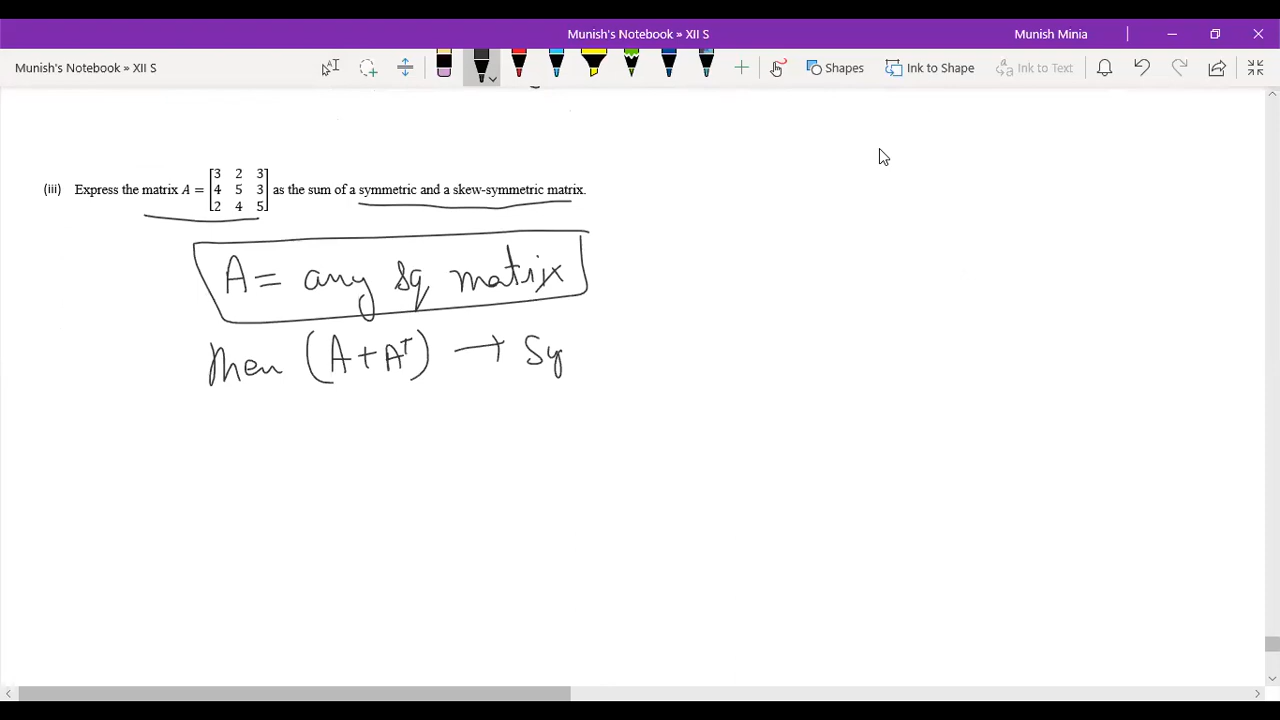 Munish's Notebook » XII S
Munish Minia
Munish's Notebook » XII S
Shapes
Ink to Shape
Ink to Text
(iii) Express the matrix A = [3 2 3
4 5 3
2 4 5] as the sum of a symmetric and a skew-symmetric matrix.
A = any Sq matrix
Then (A + Aᵀ) → Sy